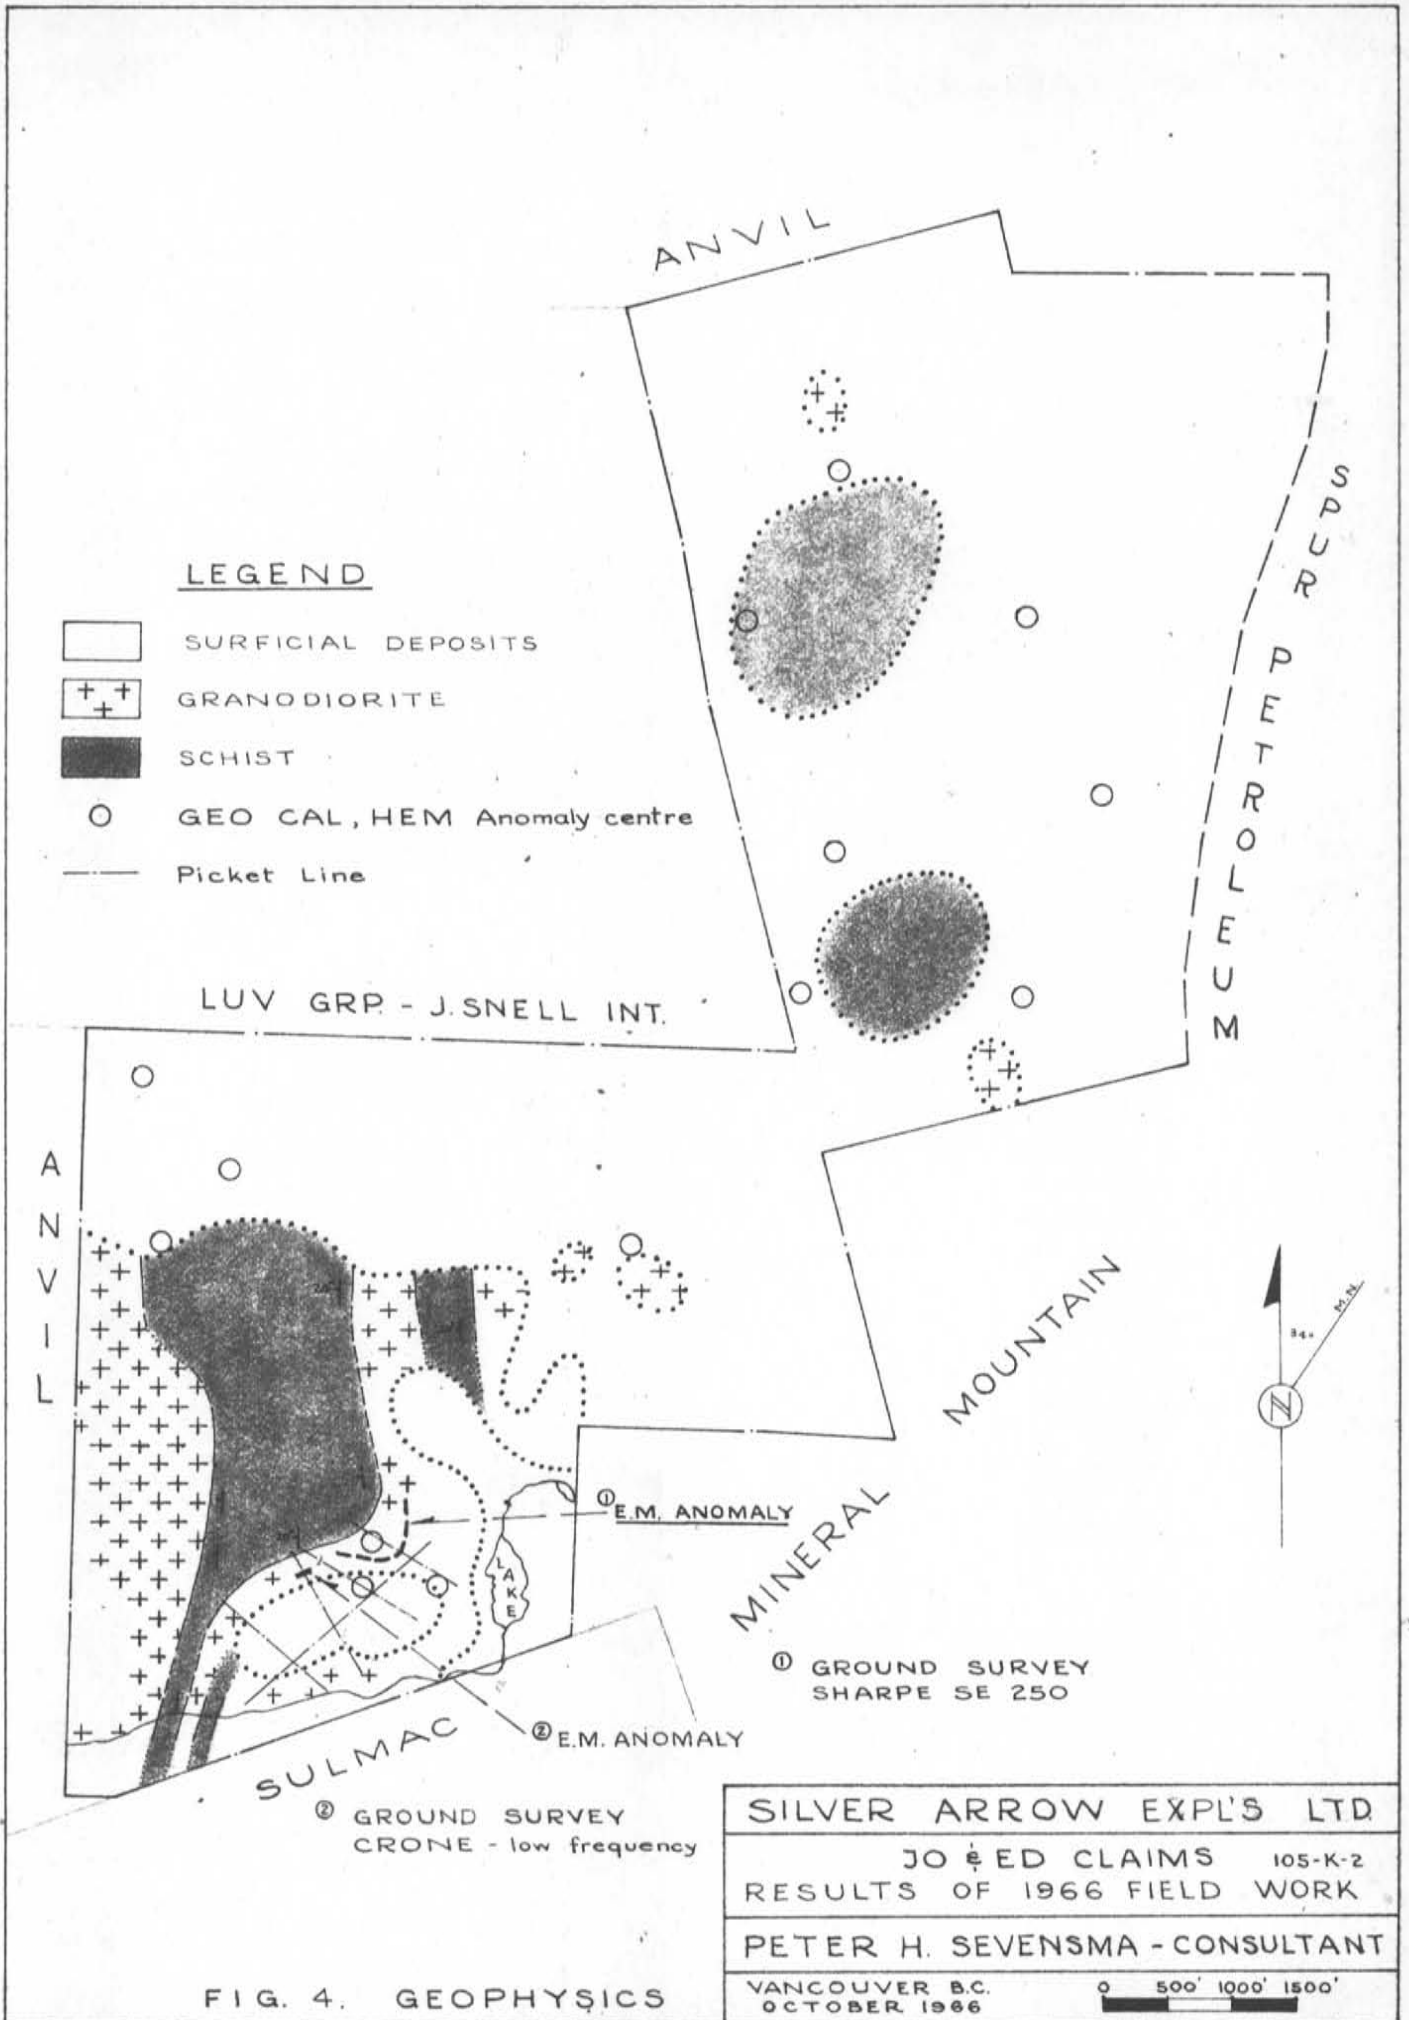 ANVIL
SPUR PETROLEUM
LEGEND
SURFICIAL DEPOSITS
GRANODIORITE
SCHIST
GEO CAL, HEM Anomaly centre
Picket Line
LUV GRP. - J. SNELL INT.
ANVIL
MINERAL MOUNTAIN
M.N.
34°
N
① E.M. ANOMALY
LAKE
① GROUND SURVEY
SHARPE SE 250
② E.M. ANOMALY
SULMAC
② GROUND SURVEY
CRONE - low frequency
SILVER ARROW EXPL'S LTD.
JO & ED CLAIMS 105-K-2
RESULTS OF 1966 FIELD WORK
PETER H. SEVENSMA - CONSULTANT
VANCOUVER B.C.
OCTOBER 1966
0 500' 1000' 1500'
FIG. 4. GEOPHYSICS